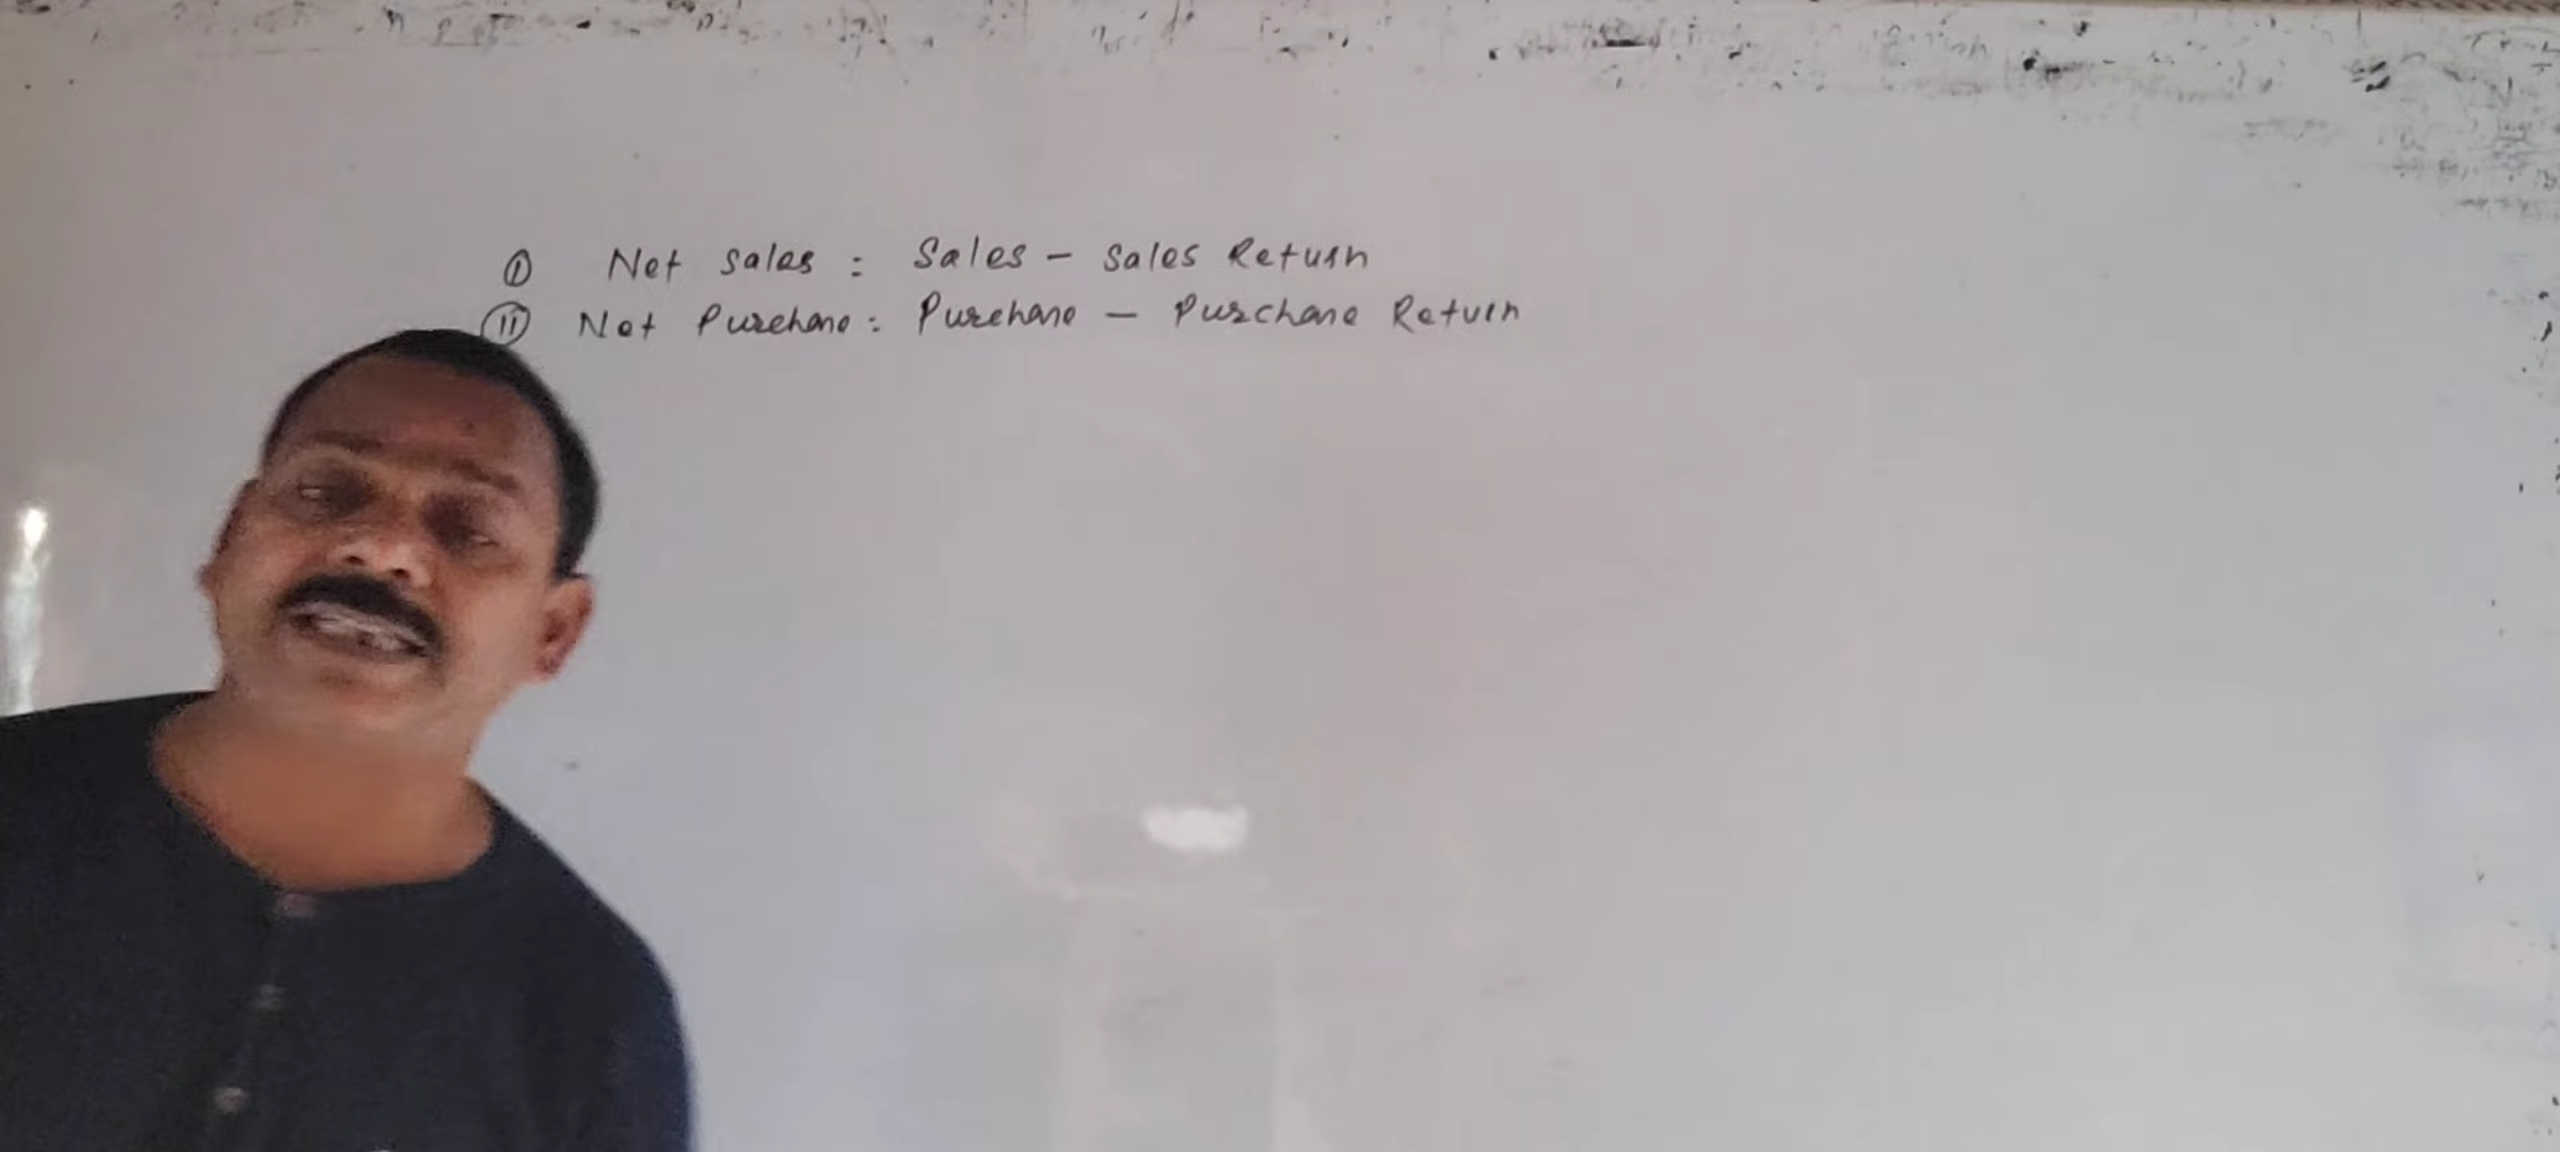 ① Net sales : Sales - Sales Return
⑪ Net Purchase : Purchase - Purchase Return